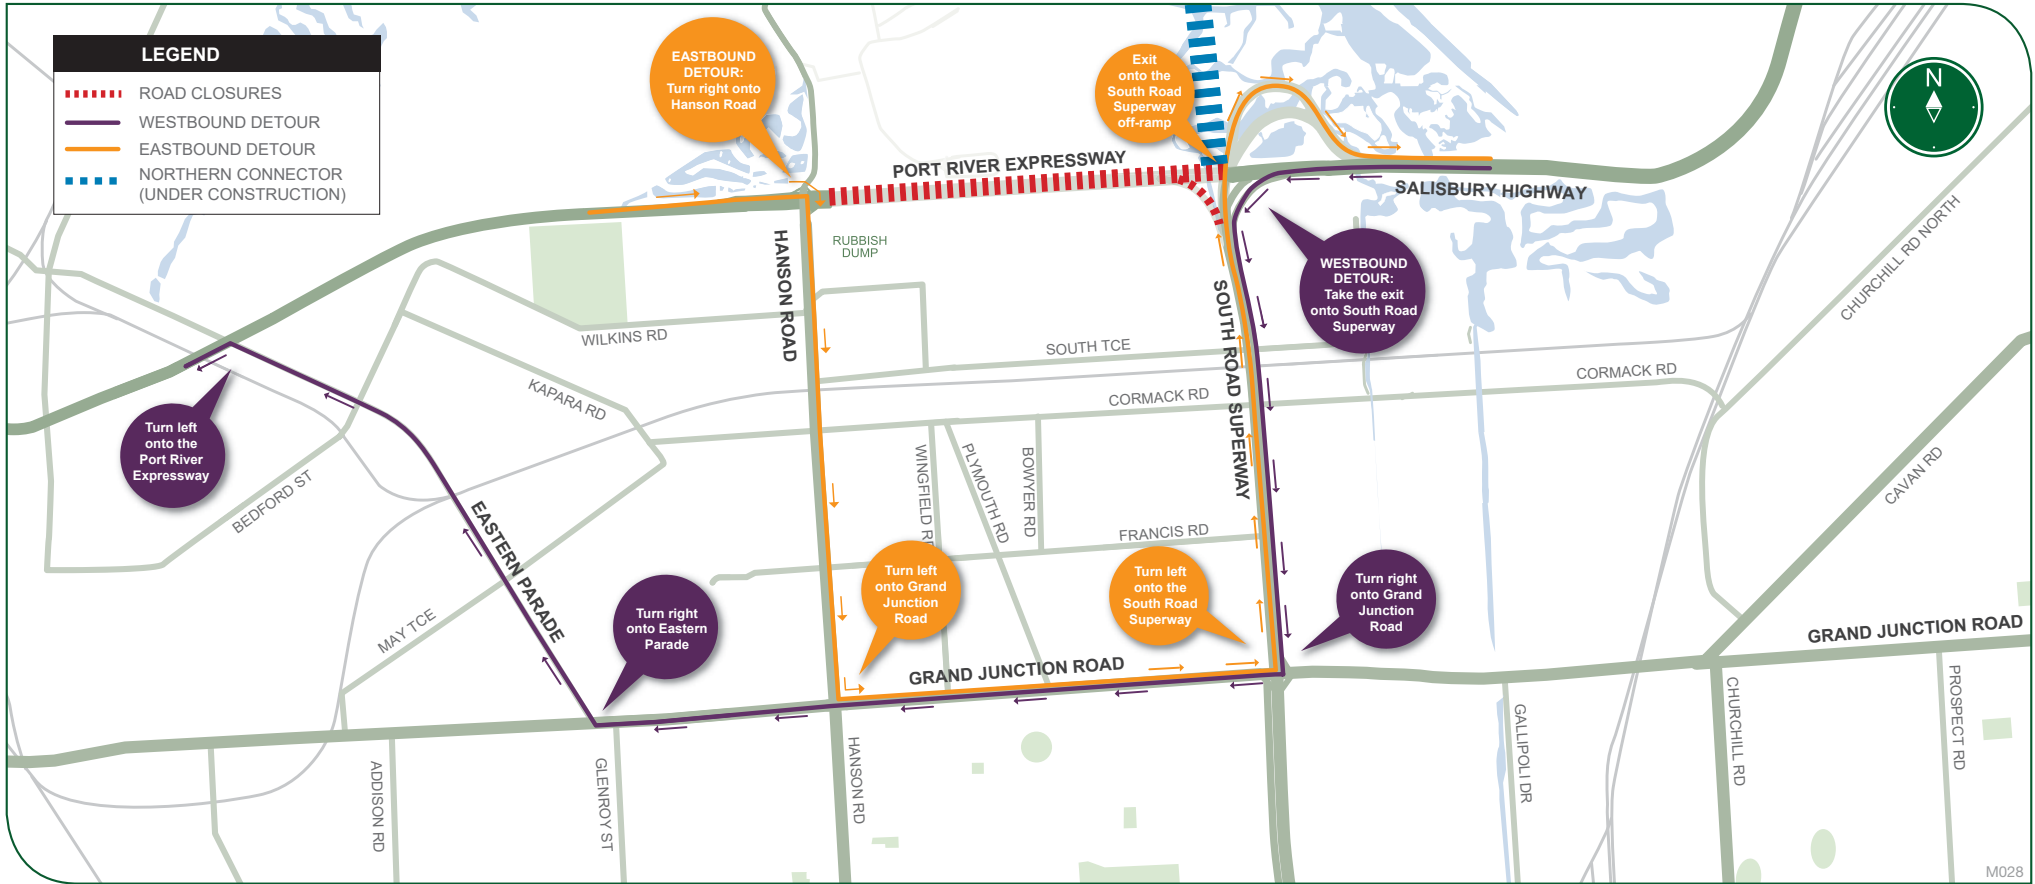 LEGEND
ROAD CLOSURES
WESTBOUND DETOUR
EASTBOUND DETOUR
NORTHERN CONNECTOR
(UNDER CONSTRUCTION)
EASTBOUND
DETOUR:
Turn right onto
Hanson Road
Exit
onto the
South Road
Superway
off-ramp
N
PORT RIVER EXPRESSWAY
SALISBURY HIGHWAY
CHURCHILL RD NORTH
HANSON ROAD
RUBBISH
DUMP
WESTBOUND
DETOUR:
Take the exit
onto South Road
Superway
SOUTH ROAD SUPERWAY
WILKINS RD
SOUTH TCE
KAPARA RD
CORMACK RD
CORMACK RD
Turn left
onto the
Port River
Expressway
BEDFORD ST
EASTERN PARADE
WINGFIELD RD
PLYMOUTH RD
BOWYER RD
CAVAN RD
FRANCIS RD
MAY TCE
Turn right
onto Eastern
Parade
Turn left
onto Grand
Junction
Road
Turn left
onto the
South Road
Superway
Turn right
onto Grand
Junction
Road
GRAND JUNCTION ROAD
GRAND JUNCTION ROAD
ADDISON RD
GLENROY ST
HANSON RD
GALLIPOLI DR
CHURCHILL RD
PROSPECT RD
M028